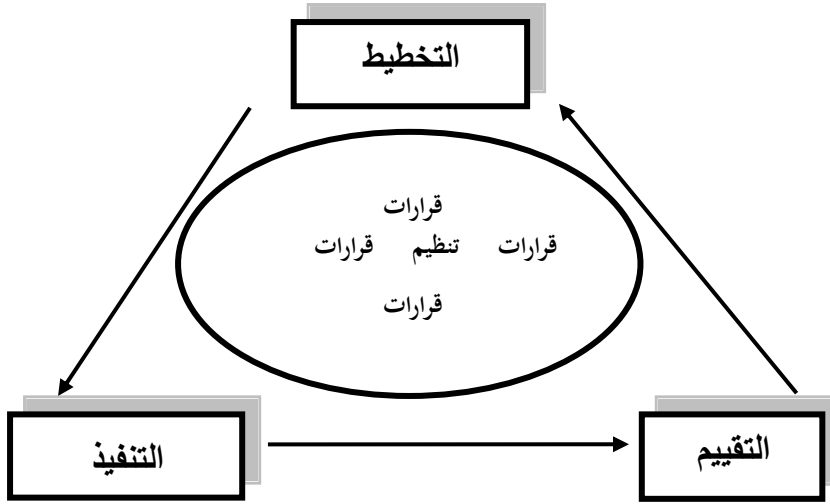 التخطيط
قرارات
قرارات تنظيم قرارات
قرارات
التقييم
التنفيذ